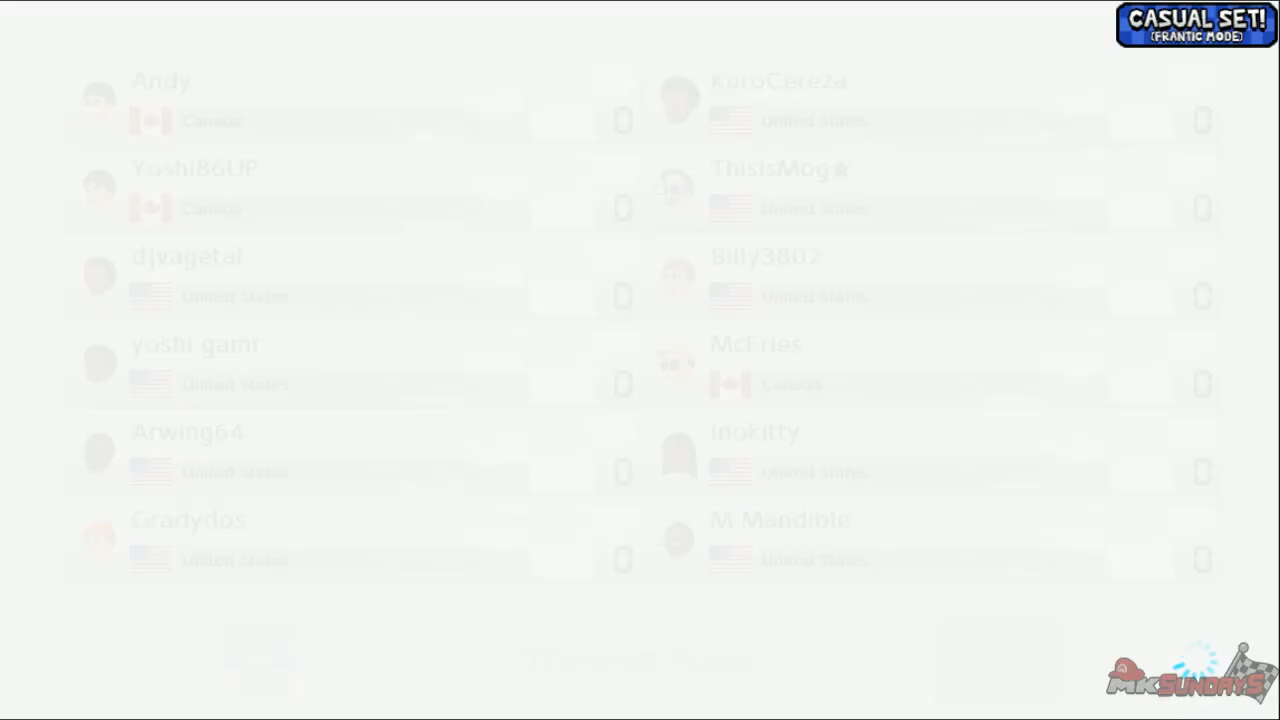 CASUAL SET!
(FRANTIC MODE)
Andy
Canada
0
KuroCereza
United States
0
Yoshi86UP
Canada
0
ThisIsMog
United States
0
djvagetal
United States
0
Billy3802
United States
0
yoshi gamr
United States
0
McFries
Canada
0
Arwing64
United States
0
Inokitty
United States
0
Gradydos
United States
0
M Mandible
United States
0
MKSUNDAYS